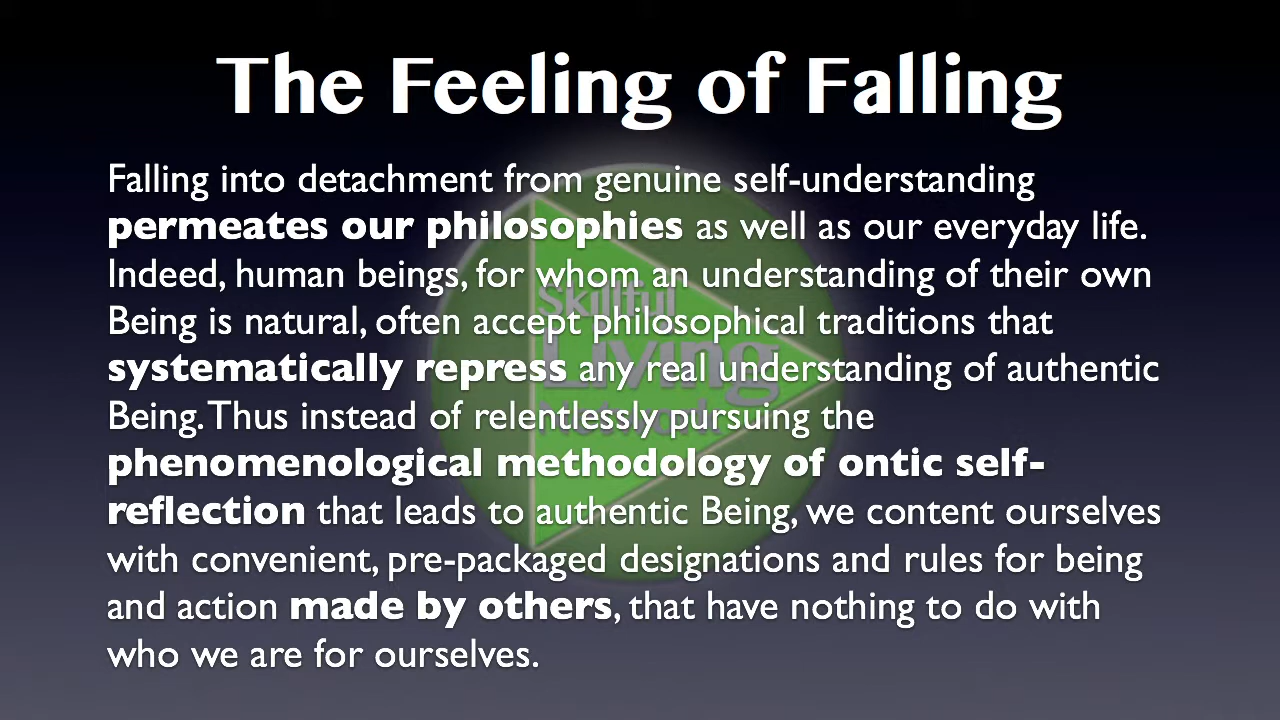 The Feeling of Falling
Falling into detachment from genuine self-understanding
permeates our philosophies as well as our everyday life.
Indeed, human beings, for whom an understanding of their own
Being is natural, often accept philosophical traditions that
systematically repress any real understanding of authentic
Being. Thus instead of relentlessly pursuing the
phenomenological methodology of ontic self-
reflection that leads to authentic Being, we content ourselves
with convenient, pre-packaged designations and rules for being
and action made by others, that have nothing to do with
who we are for ourselves.
Skillful
Living
Network